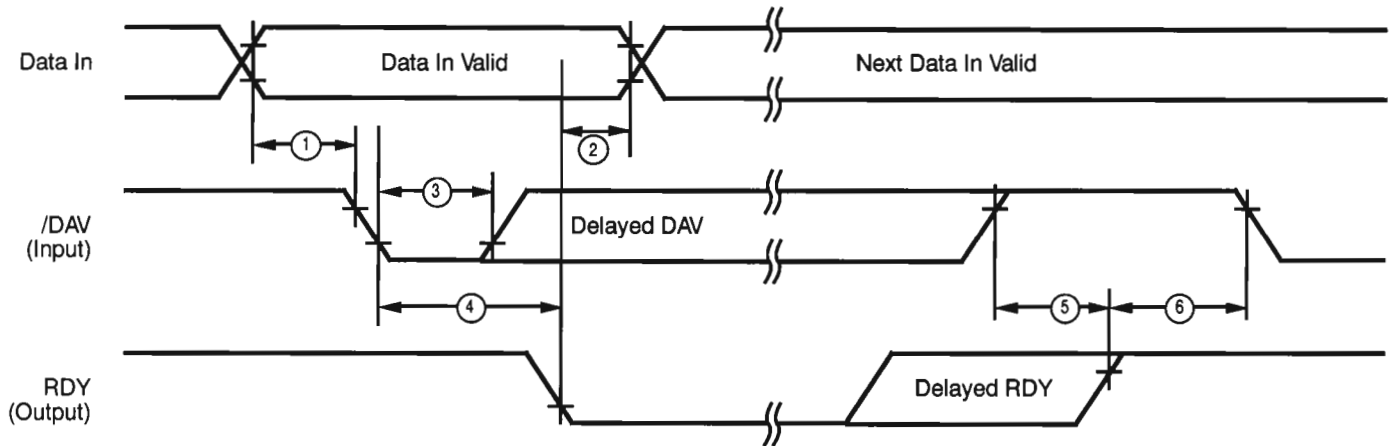 Data In
Data In Valid
Next Data In Valid
1
2
3
/DAV
(Input)
Delayed DAV
4
5
6
RDY
(Output)
Delayed RDY